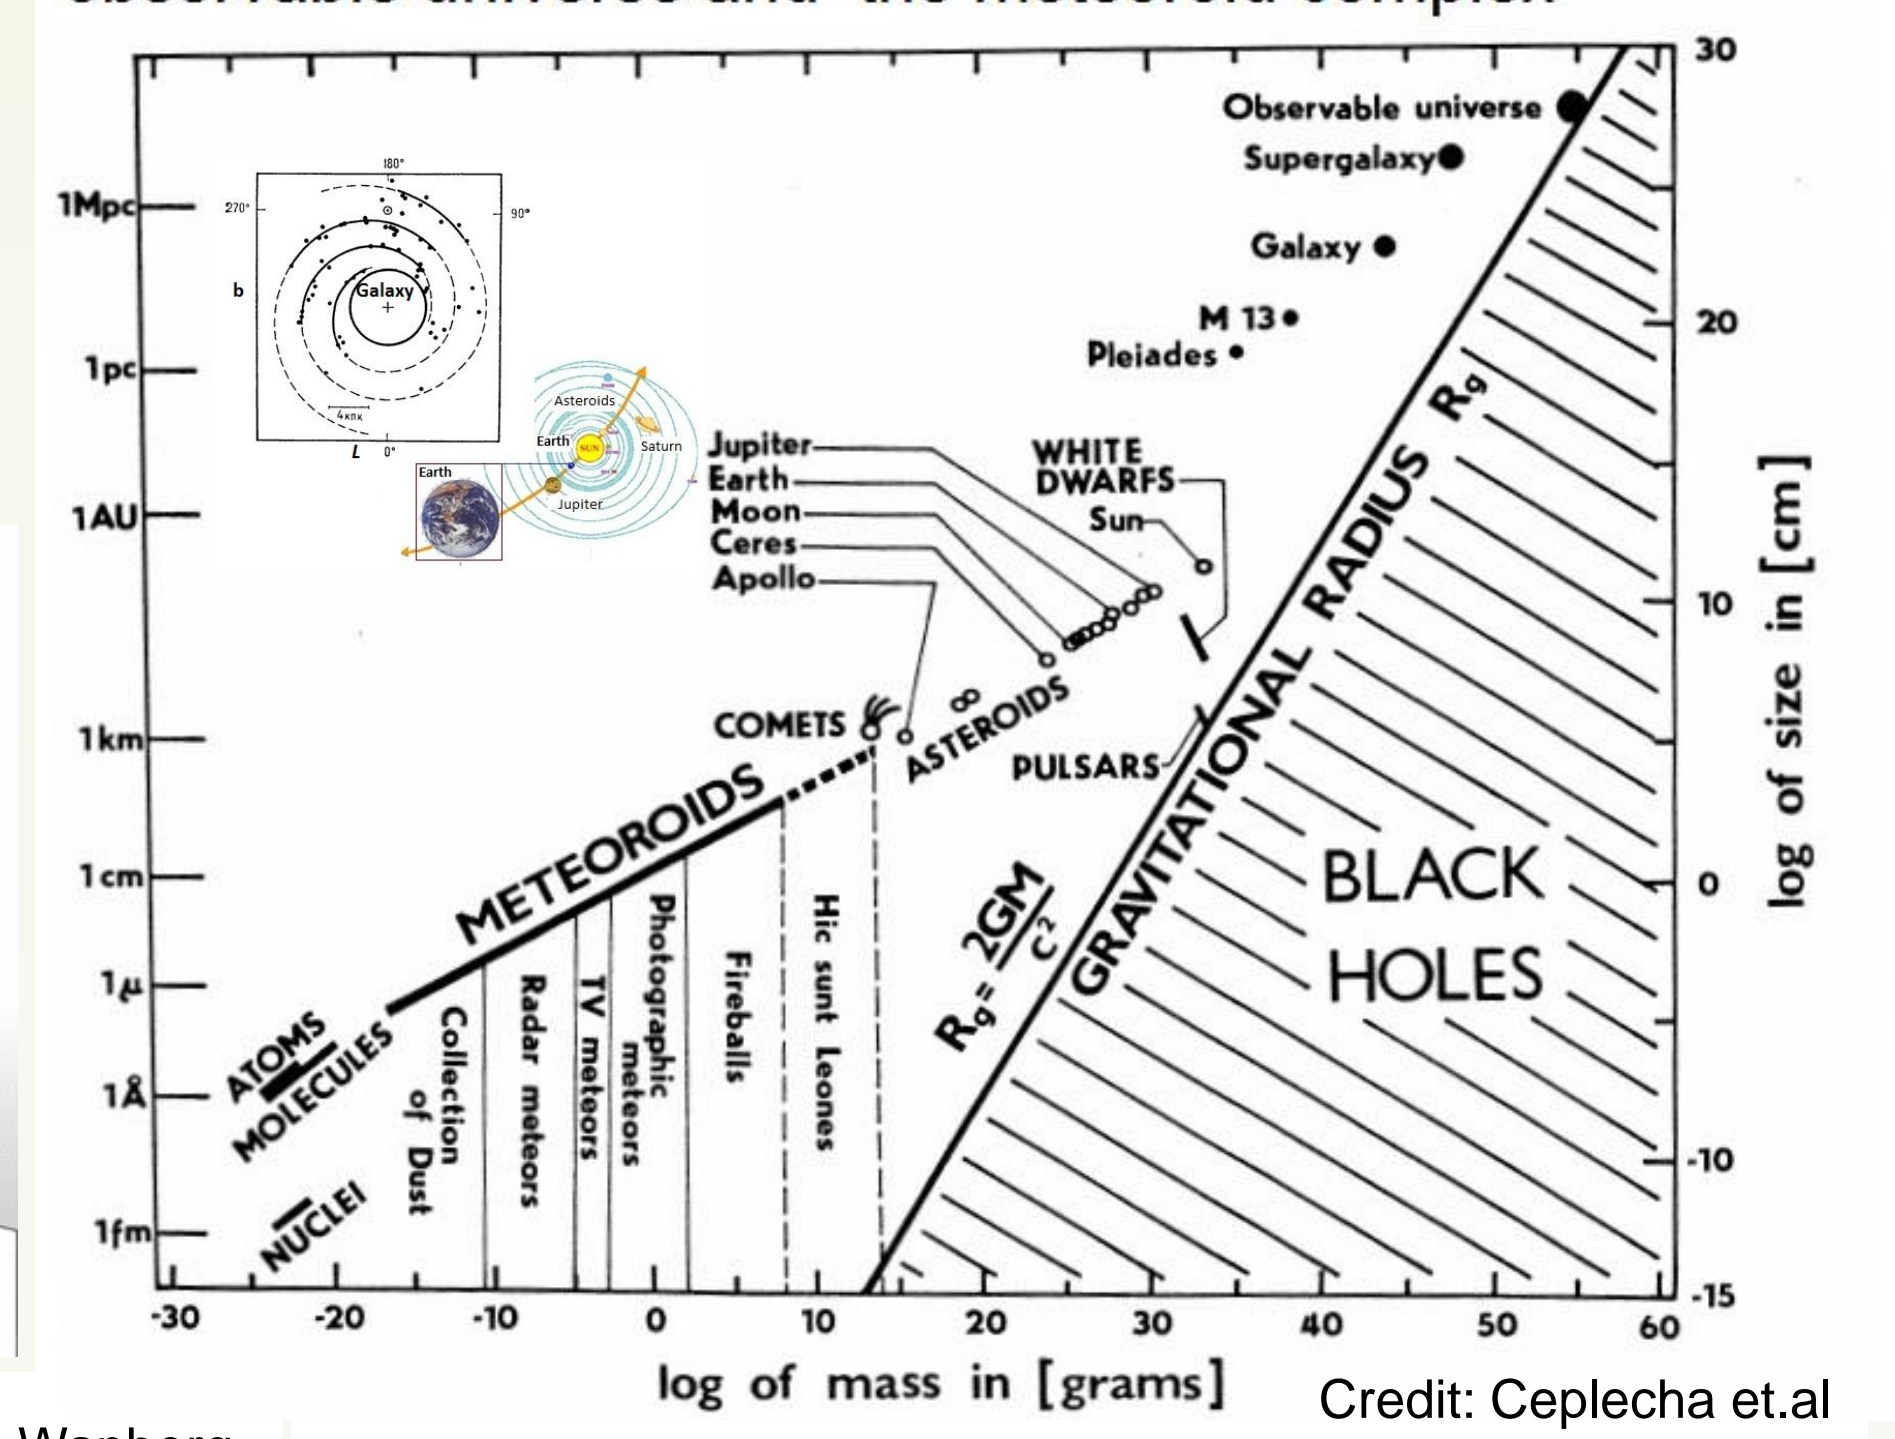 observable universe and the meteoroid complex
30
Observable universe
Supergalaxy
1Mpc
180°
270°
90°
b
Galaxy
4кпк
L 0°
Galaxy
M 13
20
Pleiades
1pc
Rg
Asteroids
Earth
SUN
Saturn
Earth
Jupiter
Jupiter
Earth
Moon
Ceres
Apollo
WHITE
DWARFS
Sun
1AU
GRAVITATIONAL RADIUS
10
log of size in [cm]
COMETS
ASTEROIDS
1km
PULSARS
METEOROIDS
BLACK
HOLES
1cm
0
Rg = 2GM
c2
1μ
ATOMS
MOLECULES
1Å
-10
NUCLEI
1fm
Collection
of Dust
Radar meteors
TV meteors
Photographic
meteors
Fireballs
Hic sunt Leones
-15
-30 -20 -10 0 10 20 30 40 50 60
log of mass in [grams]
Credit: Ceplecha et.al